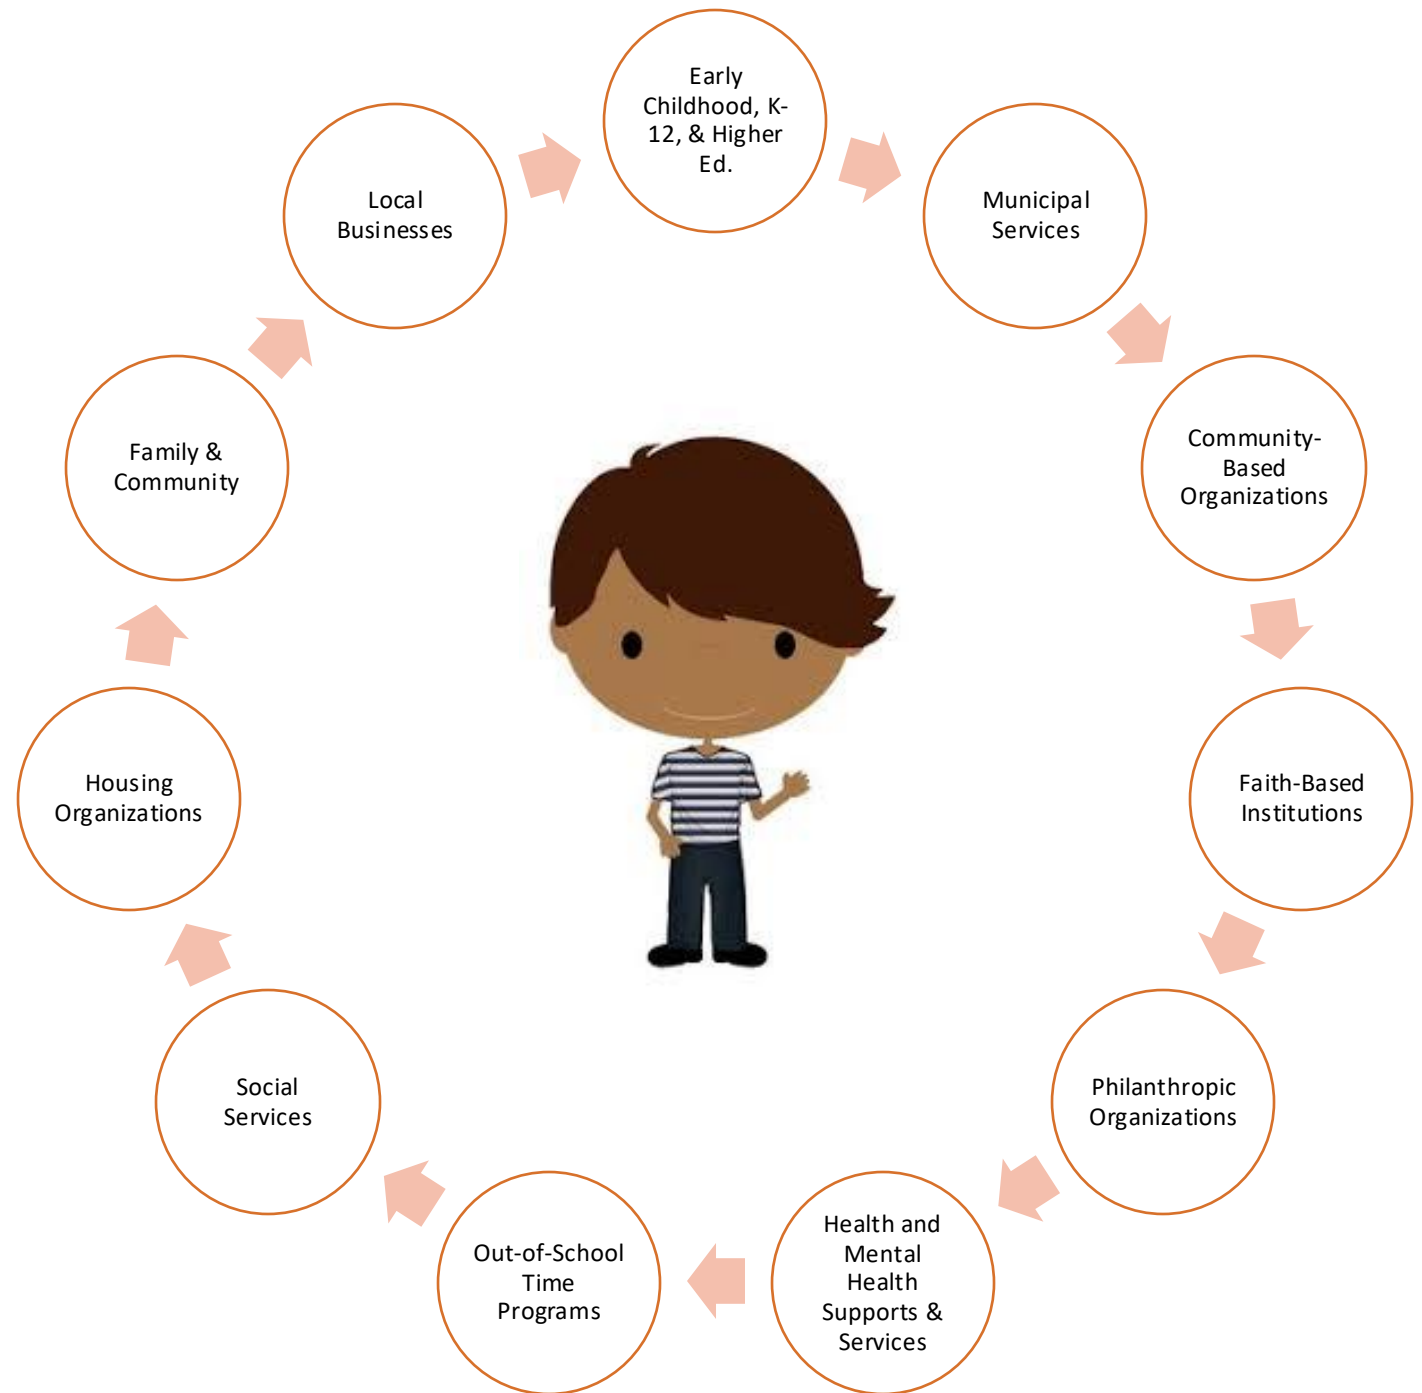 Early
Childhood, K-
12, & Higher
Ed.
Municipal
Services
Community-
Based
Organizations
Faith-Based
Institutions
Philanthropic
Organizations
Health and
Mental
Health
Supports &
Services
Out-of-School
Time
Programs
Social
Services
Housing
Organizations
Family &
Community
Local
Businesses